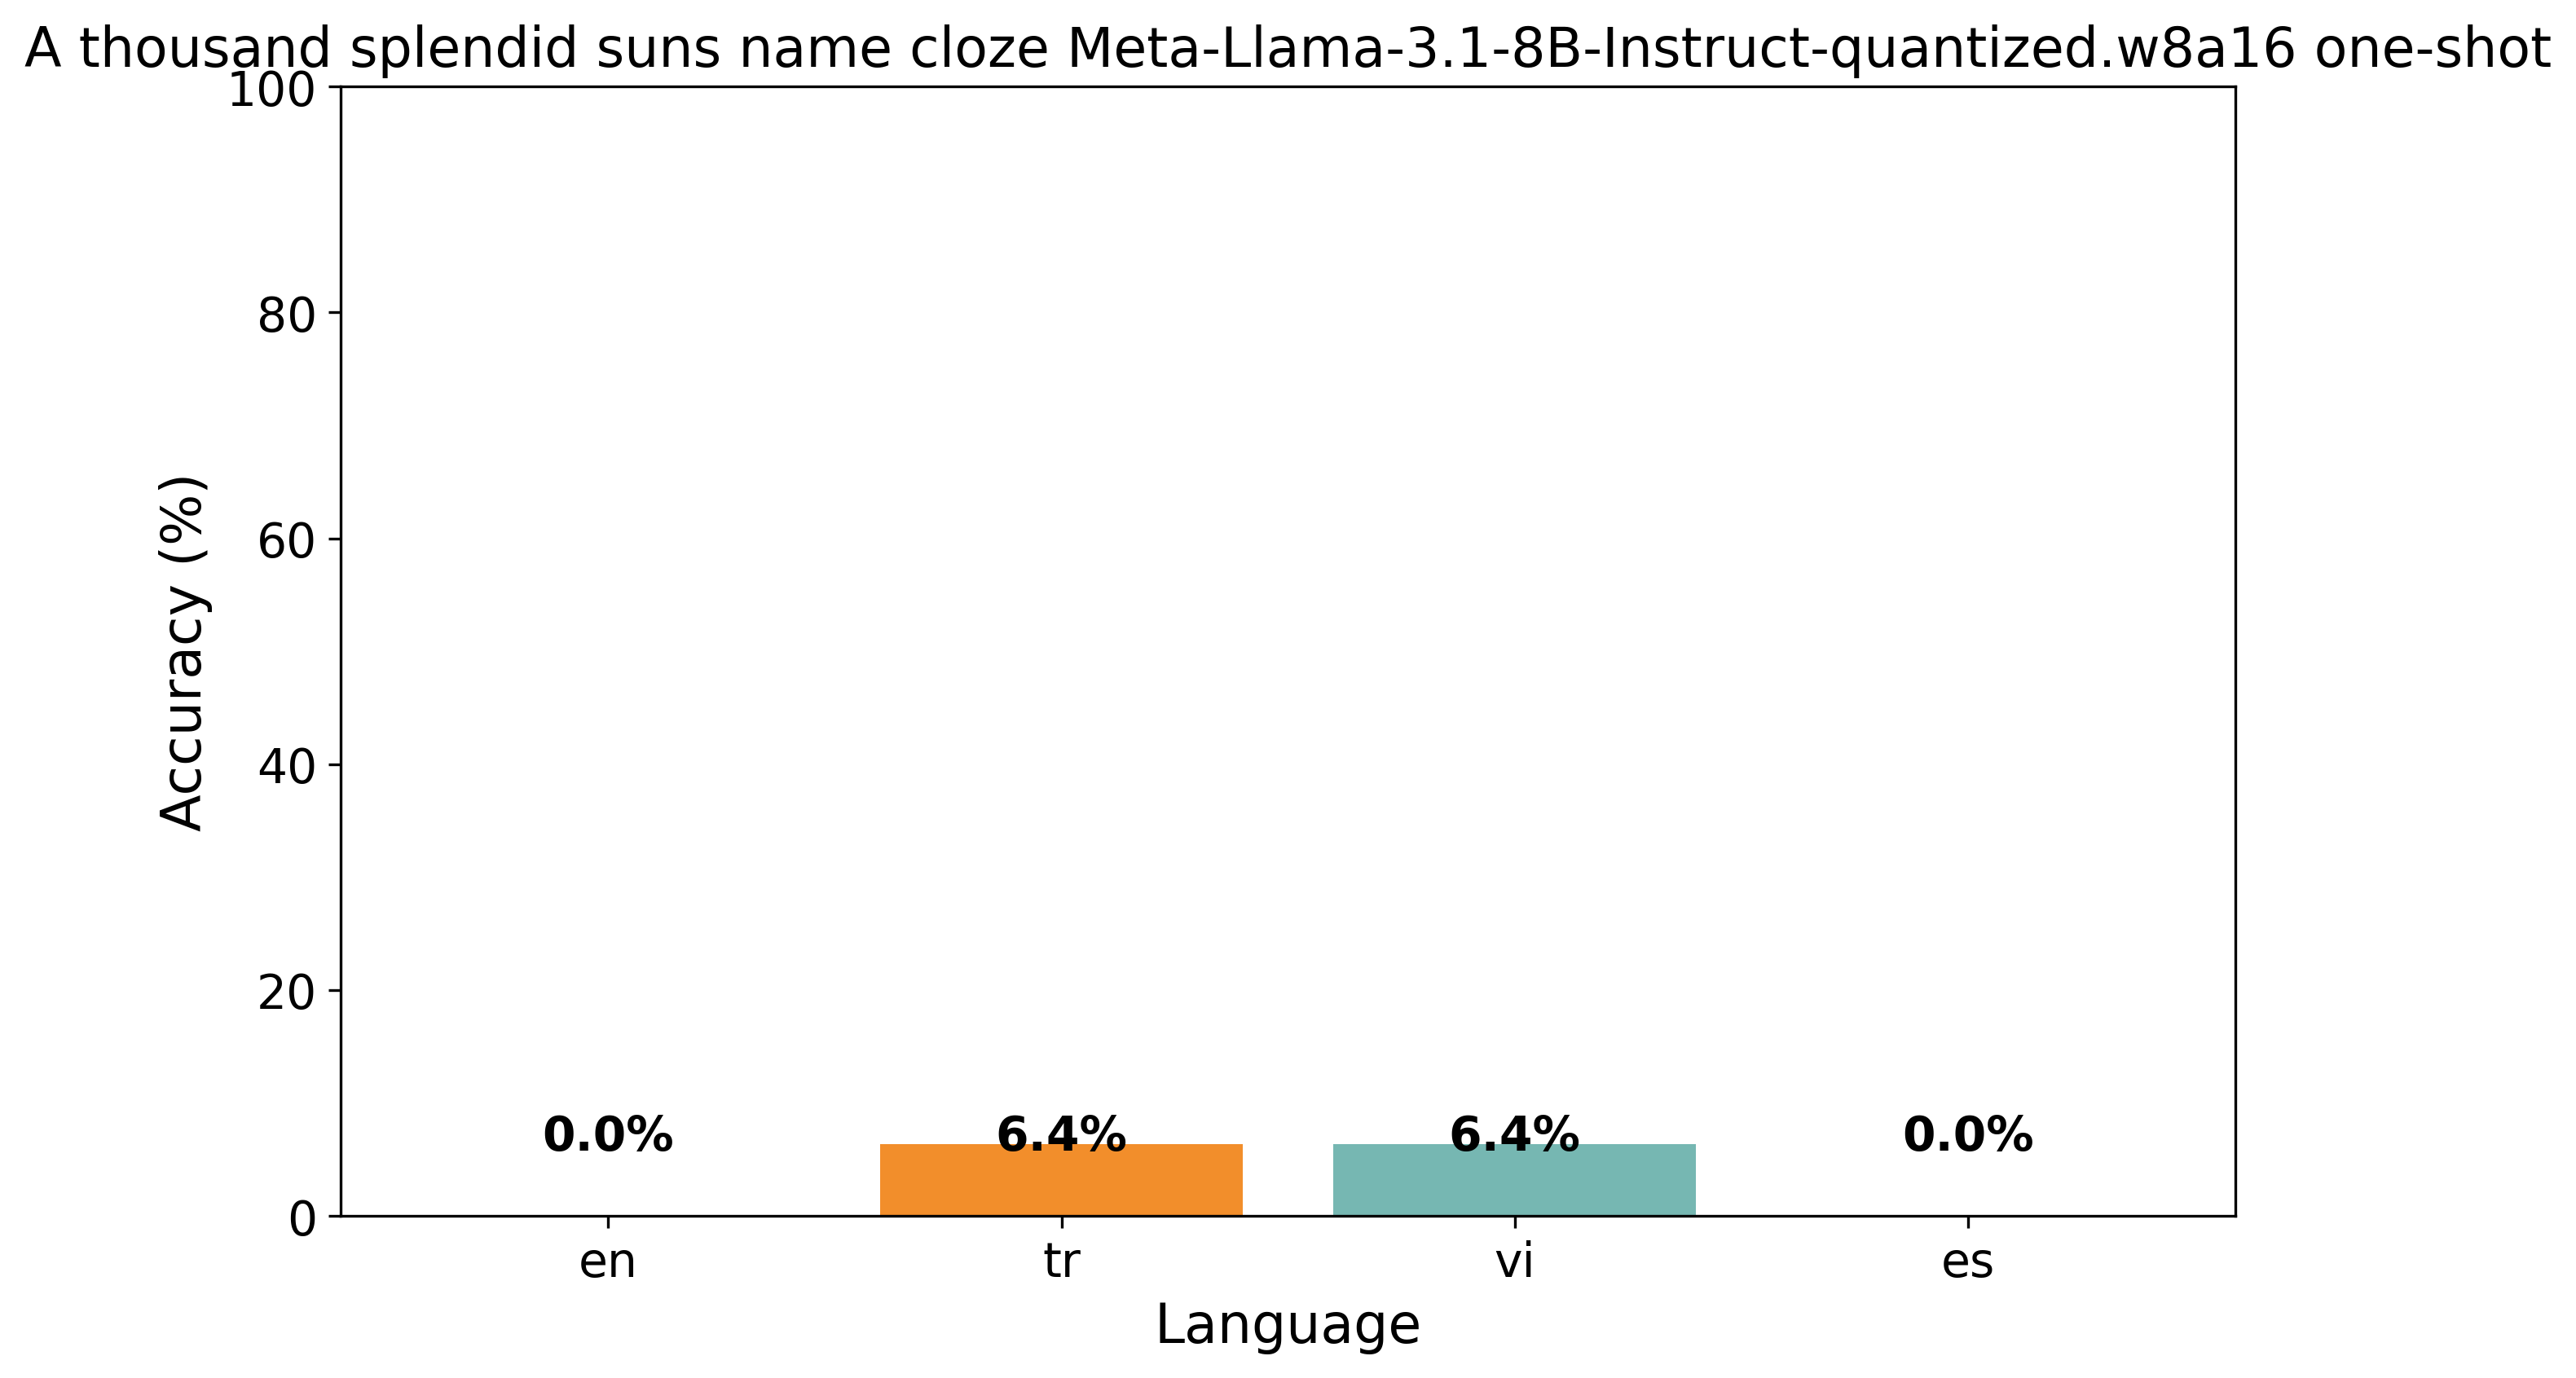 A thousand splendid suns name cloze Meta-Llama-3.1-8B-Instruct-quantized.w8a16 one-shot
100
80
60
40
20
0
Accuracy (%)
0.0%
6.4%
6.4%
0.0%
en
tr
vi
es
Language